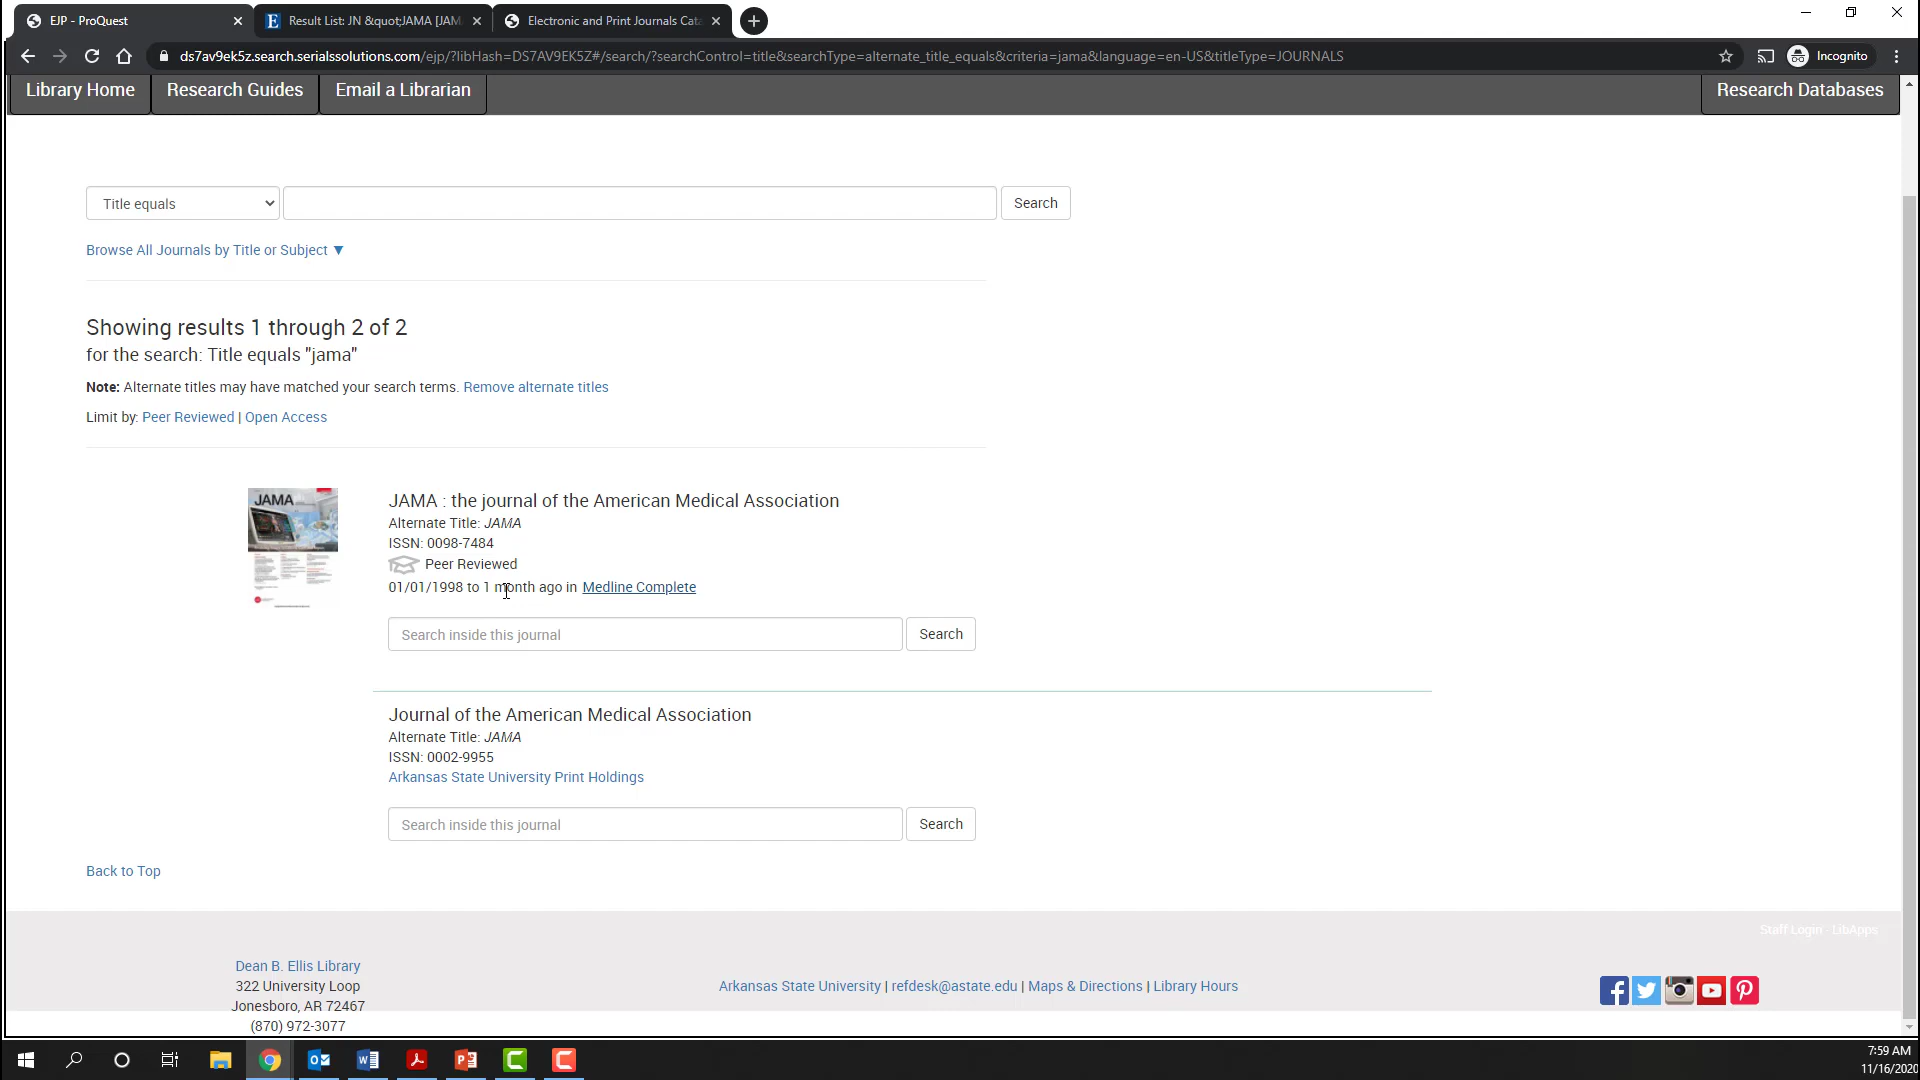 EJP - ProQuest
Result List: JN &quot;JAMA [JAM
Electronic and Print Journals Cata
ds7av9ek5z.search.serialssolutions.com/ejp/?libHash=DS7AV9EK5Z#/search/?searchControl=title&searchType=alternate_title_equals&criteria=jama&language=en-US&titleType=JOURNALS
Incognito
Library Home
Research Guides
Email a Librarian
Research Databases
Title equals
Search
Browse All Journals by Title or Subject ▼
Showing results 1 through 2 of 2
for the search: Title equals "jama"
Note: Alternate titles may have matched your search terms. Remove alternate titles
Limit by: Peer Reviewed | Open Access
JAMA
JAMA : the journal of the American Medical Association
Alternate Title: JAMA
ISSN: 0098-7484
Peer Reviewed
01/01/1998 to 1 month ago in Medline Complete
Search inside this journal
Search
Journal of the American Medical Association
Alternate Title: JAMA
ISSN: 0002-9955
Arkansas State University Print Holdings
Search inside this journal
Search
Back to Top
Staff Login LibApps
Dean B. Ellis Library
322 University Loop
Jonesboro, AR 72467
(870) 972-3077
Arkansas State University | refdesk@astate.edu | Maps & Directions | Library Hours
7:59 AM
11/16/2020